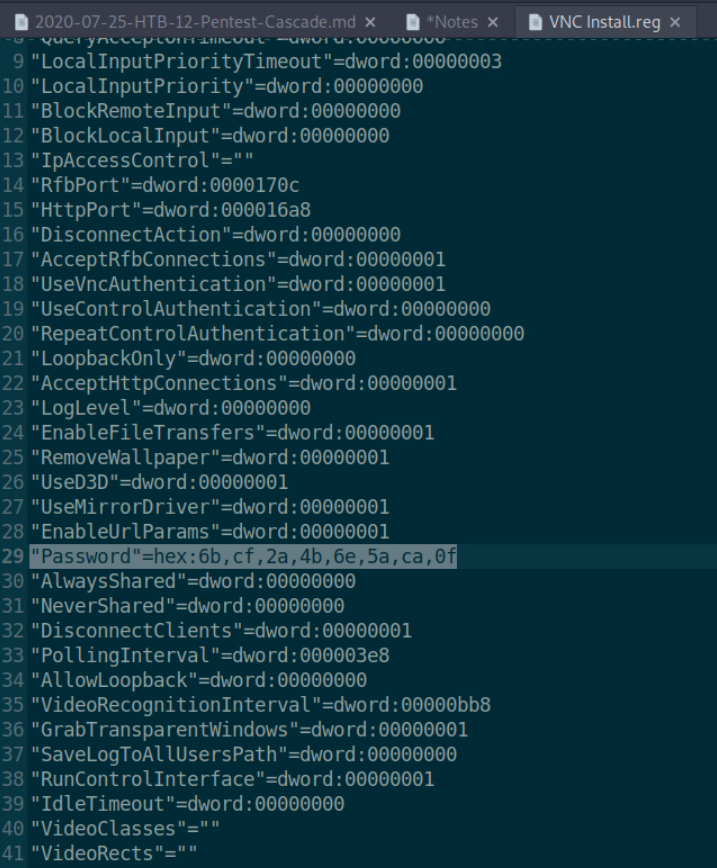 2020-07-25-HTB-12-Pentest-Cascade.md × *Notes × VNC Install.reg ×
8 "QueryAcceptOnTimeout"=dword:00000000
9 "LocalInputPriorityTimeout"=dword:00000003
10 "LocalInputPriority"=dword:00000000
11 "BlockRemoteInput"=dword:00000000
12 "BlockLocalInput"=dword:00000000
13 "IpAccessControl"=""
14 "RfbPort"=dword:0000170c
15 "HttpPort"=dword:000016a8
16 "DisconnectAction"=dword:00000000
17 "AcceptRfbConnections"=dword:00000001
18 "UseVncAuthentication"=dword:00000001
19 "UseControlAuthentication"=dword:00000000
20 "RepeatControlAuthentication"=dword:00000000
21 "LoopbackOnly"=dword:00000000
22 "AcceptHttpConnections"=dword:00000001
23 "LogLevel"=dword:00000000
24 "EnableFileTransfers"=dword:00000001
25 "RemoveWallpaper"=dword:00000001
26 "UseD3D"=dword:00000001
27 "UseMirrorDriver"=dword:00000001
28 "EnableUrlParams"=dword:00000001
29 "Password"=hex:6b,cf,2a,4b,6e,5a,ca,0f
30 "AlwaysShared"=dword:00000000
31 "NeverShared"=dword:00000000
32 "DisconnectClients"=dword:00000001
33 "PollingInterval"=dword:000003e8
34 "AllowLoopback"=dword:00000000
35 "VideoRecognitionInterval"=dword:00000bb8
36 "GrabTransparentWindows"=dword:00000001
37 "SaveLogToAllUsersPath"=dword:00000000
38 "RunControlInterface"=dword:00000001
39 "IdleTimeout"=dword:00000000
40 "VideoClasses"=""
41 "VideoRects"=""